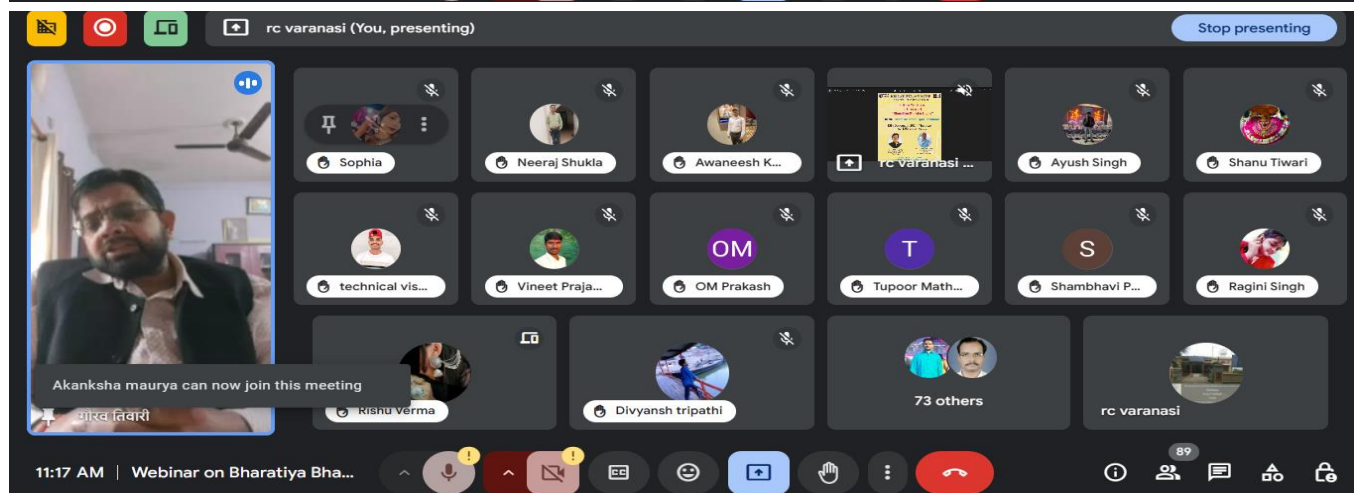 rc varanasi (You, presenting)
Stop presenting
Sophia
Neeraj Shukla
Awaneesh K...
rc varanasi ...
Ayush Singh
Shanu Tiwari
technical vis...
Vineet Praja...
OM
OM Prakash
T
Tupoor Math...
S
Shambhavi P...
Ragini Singh
Akanksha maurya can now join this meeting
गौरव तिवारी
Rishu Verma
Divyansh tripathi
73 others
rc varanasi
11:17 AM | Webinar on Bharatiya Bha...
CC
89